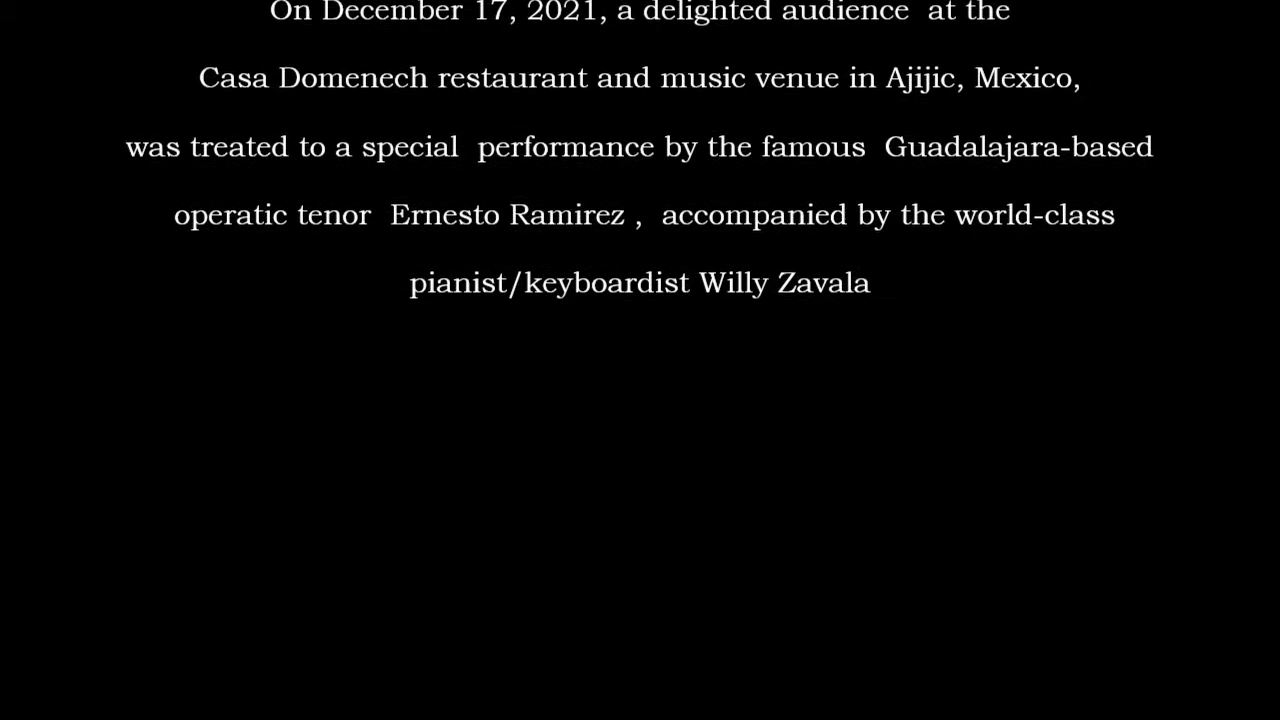 On December 17, 2021, a delighted audience  at the
Casa Domenech restaurant and music venue in Ajijic, Mexico,
was treated to a special  performance by the famous  Guadalajara-based
operatic tenor  Ernesto Ramirez ,  accompanied by the world-class
pianist/keyboardist Willy Zavala